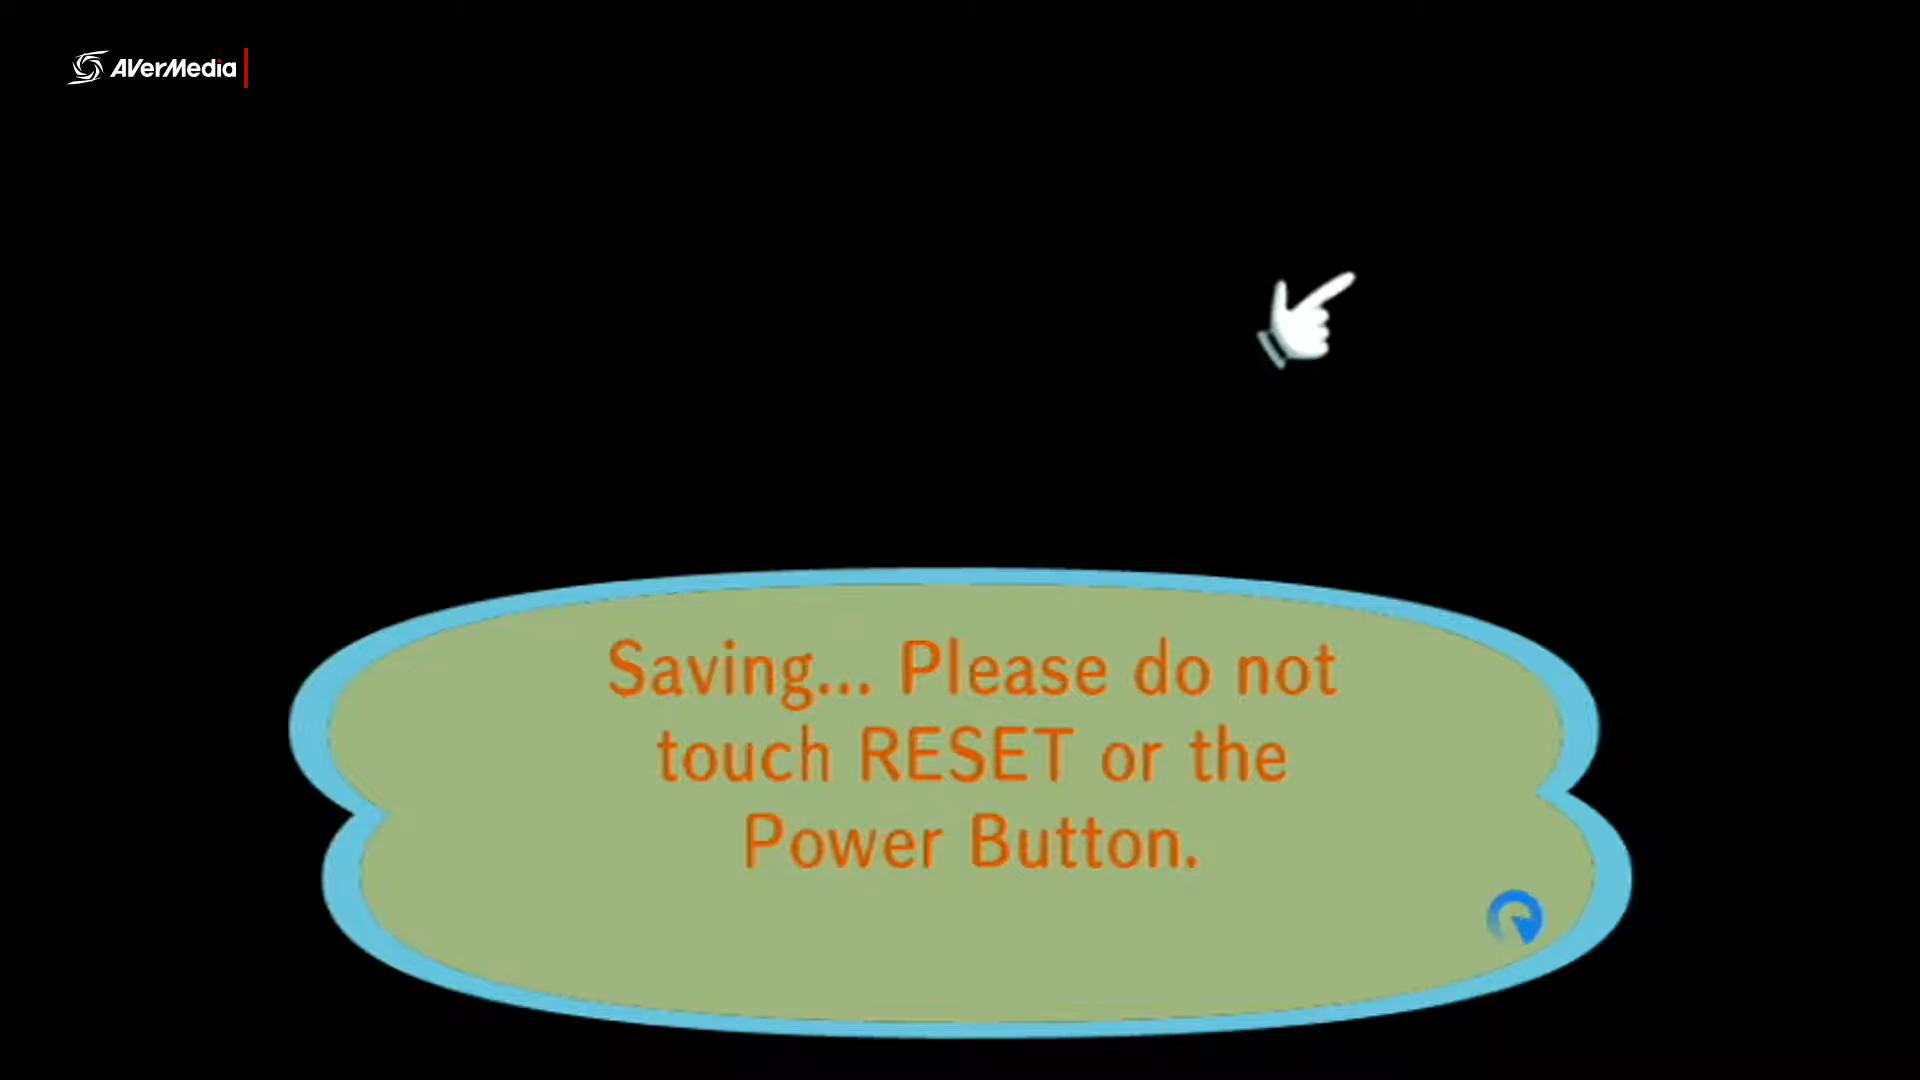 AVerMedia
Saving... Please do not
touch RESET or the
Power Button.